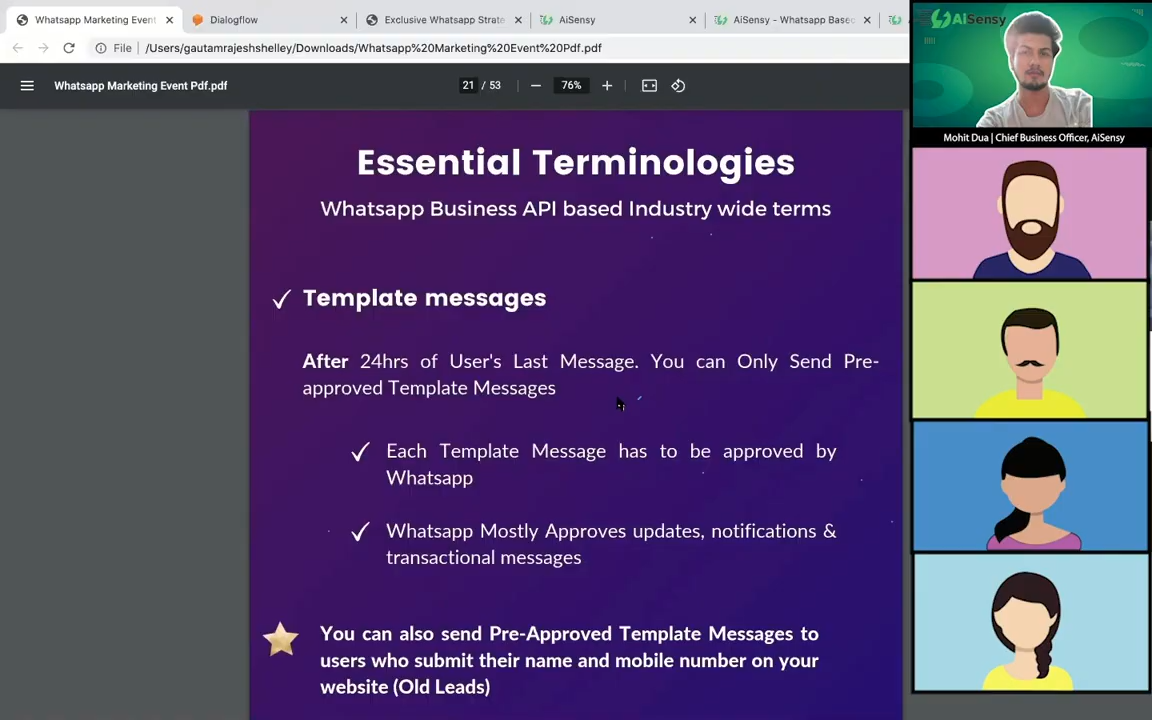 Whatsapp Marketing Event
Dialogflow
Exclusive Whatsapp Strate
AiSensy
AiSensy - Whatsapp Based
File
/Users/gautamrajeshshelley/Downloads/Whatsapp%20Marketing%20Event%20Pdf.pdf
Whatsapp Marketing Event Pdf.pdf
21 / 53
76%
AiSensy
Mohit Dua | Chief Business Officer, AiSensy
Essential Terminologies
Whatsapp Business API based Industry wide terms
Template messages
After 24hrs of User's Last Message. You can Only Send Pre-
approved Template Messages
Each Template Message has to be approved by
Whatsapp
Whatsapp Mostly Approves updates, notifications &
transactional messages
You can also send Pre-Approved Template Messages to
users who submit their name and mobile number on your
website (Old Leads)